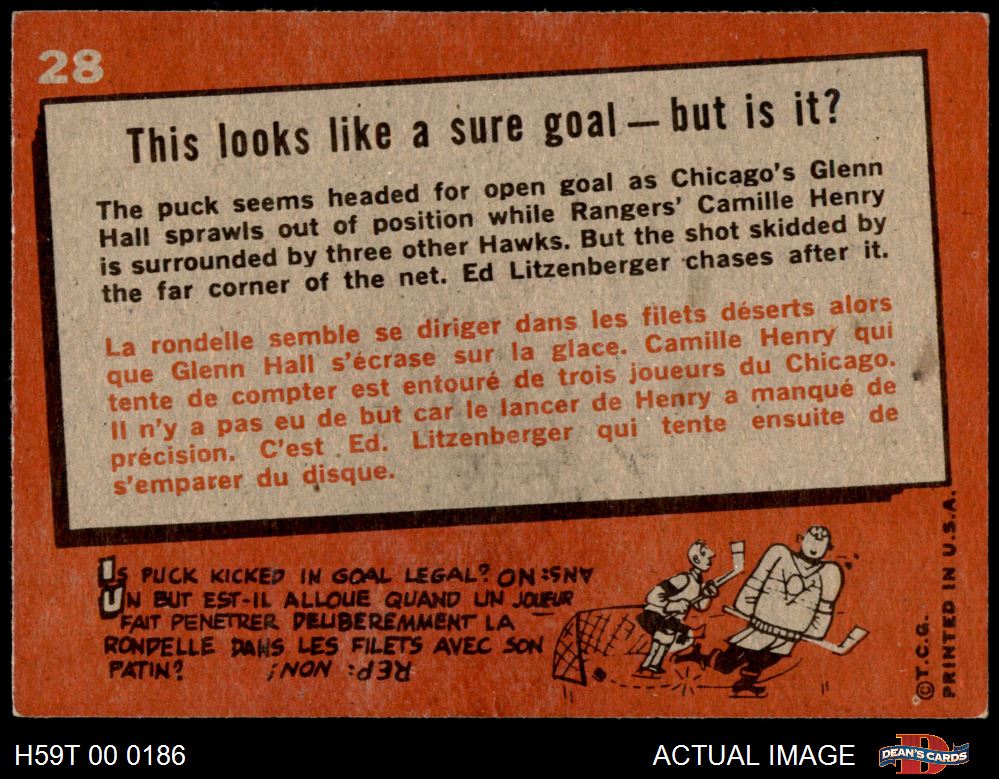 28
This looks like a sure goal — but is it?
The puck seems headed for open goal as Chicago's Glenn
Hall sprawls out of position while Rangers' Camille Henry
is surrounded by three other Hawks. But the shot skidded by
the far corner of the net. Ed Litzenberger chases after it.
La rondelle semble se diriger dans les filets déserts alors
que Glenn Hall s'écrase sur la glace. Camille Henry qui
tente de compter est entouré de trois joueurs du Chicago.
Il n'y a pas eu de but car le lancer de Henry a manqué de
précision. C'est Ed. Litzenberger qui tente ensuite de
s'emparer du disque.
IS PUCK KICKED IN GOAL LEGAL? ANS: NO
UN BUT EST-IL ALLOUE QUAND UN JOUEUR
FAIT PENETRER DELIBEREMMENT LA
RONDELLE DANS LES FILETS AVEC SON
PATIN? REP: NON!
©T.C.G.
PRINTED IN U.S.A.
H59T 00 0186
ACTUAL IMAGE
DEAN'S CARDS